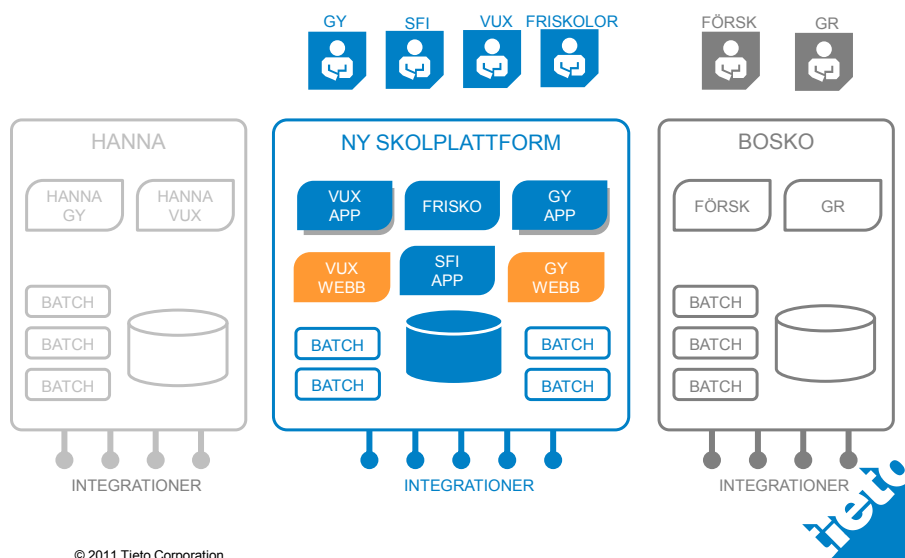 GY
SFI
VUX
FRISKOLOR
FÖRSK
GR
HANNA
HANNA
GY
HANNA
VUX
BATCH
BATCH
BATCH
INTEGRATIONER
NY SKOLPLATTFORM
VUX
APP
FRISKO
GY
APP
VUX
WEBB
SFI
APP
GY
WEBB
BATCH
BATCH
BATCH
BATCH
INTEGRATIONER
BOSKO
FÖRSK
GR
BATCH
BATCH
BATCH
INTEGRATIONER
tieto
© 2011 Tieto Corporation